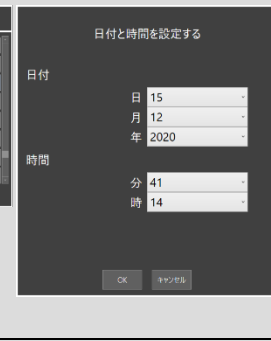 日付と時間を設定する
日付
日 15
月 12
年 2020
時間
分 41
時 14
OK キャンセル